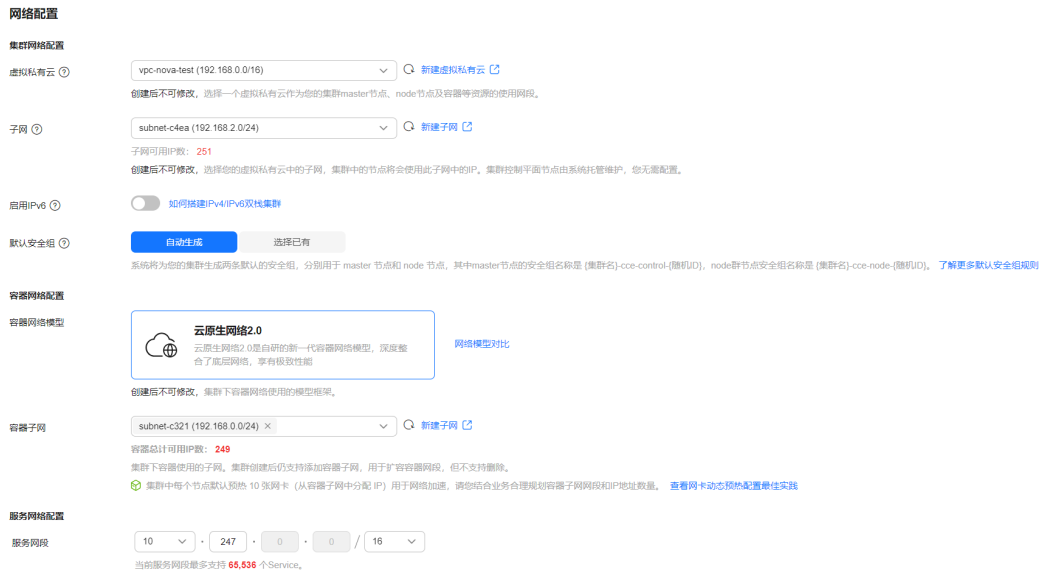 网络配置
集群网络配置
虚拟私有云 ?
vpc-nova-test (192.168.0.0/16)
新建虚拟私有云
创建后不可修改，选择一个虚拟私有云作为您的集群master节点、node节点及容器等资源的使用网段。
子网 ?
subnet-c4ea (192.168.2.0/24)
新建子网
子网可用IP数： 251
创建后不可修改，选择您的虚拟私有云中的子网，集群中的节点将会使用此子网中的IP。集群控制平面节点由系统托管维护，您无需配置。
启用IPv6 ?
如何搭建IPv4/IPv6双栈集群
默认安全组 ?
自动生成 选择已有
系统将为您的集群生成两条默认的安全组，分别用于 master 节点和 node 节点，其中master节点的安全组名称是 {集群名}-cce-control-{随机ID}，node群节点安全组名称是 {集群名}-cce-node-{随机ID}。 了解更多默认安全组规则
容器网络配置
容器网络模型
云原生网络2.0
云原生网络2.0是自研的新一代容器网络模型，深度整
合了底层网络，享有极致性能
网络模型对比
创建后不可修改，集群下容器网络使用的模型框架。
容器子网
subnet-c321 (192.168.0.0/24) ×
新建子网
容器总计可用IP数： 249
集群下容器使用的子网。集群创建后仍支持添加容器子网，用于扩容容器网段，但不支持删除。
集群中每个节点默认预热 10 张网卡（从容器子网中分配 IP）用于网络加速，请您结合业务合理规划容器子网网段和IP地址数量。 查看网卡动态预热配置最佳实践
服务网络配置
服务网段
10 · 247 · 0 · 0 / 16
当前服务网段最多支持 65,536 个Service。